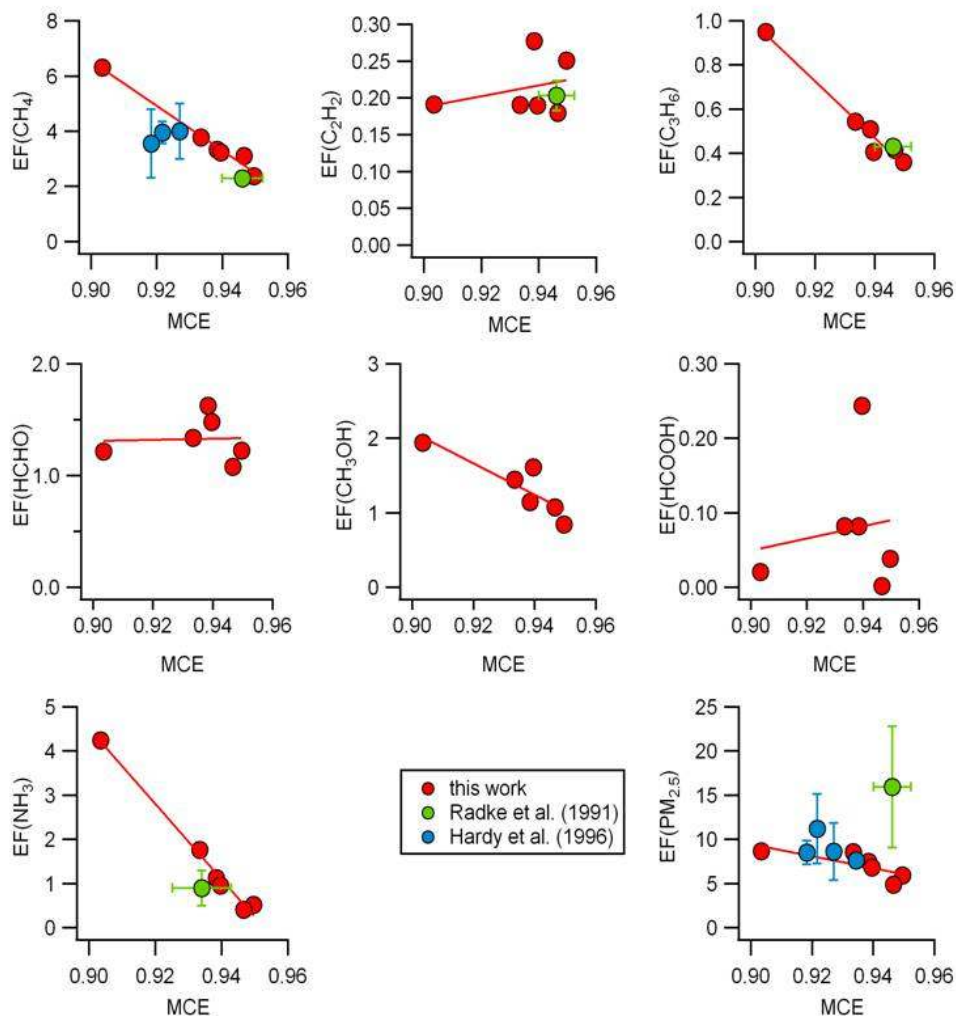 EF(CH4)
8
6
4
2
0
0.90 0.92 0.94 0.96
MCE
EF(C2H2)
0.30
0.25
0.20
0.15
0.10
0.05
0.00
0.90 0.92 0.94 0.96
MCE
EF(C3H6)
1.0
0.8
0.6
0.4
0.2
0.0
0.90 0.92 0.94 0.96
MCE
EF(HCHO)
2.0
1.0
0.0
0.90 0.92 0.94 0.96
MCE
EF(CH3OH)
3
2
1
0
0.90 0.92 0.94 0.96
MCE
EF(HCOOH)
0.30
0.20
0.10
0.00
0.90 0.92 0.94 0.96
MCE
EF(NH3)
5
4
3
2
1
0
0.90 0.92 0.94 0.96
MCE
this work
Radke et al. (1991)
Hardy et al. (1996)
EF(PM2.5)
25
20
15
10
5
0
0.90 0.92 0.94 0.96
MCE